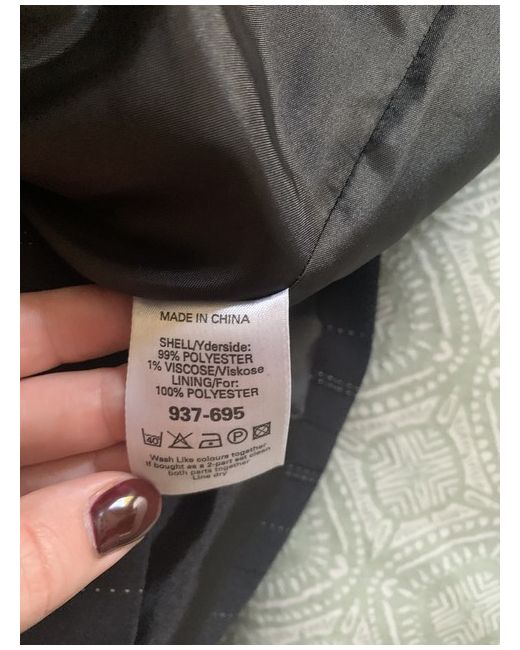 MADE IN CHINA
SHELL/Yderside:
99% POLYESTER
1% VISCOSE/Viskose
LINING/For:
100% POLYESTER
937-695
40 P
Wash Like colours together
If bought as a 2-part set clean
both parts together
Line dry